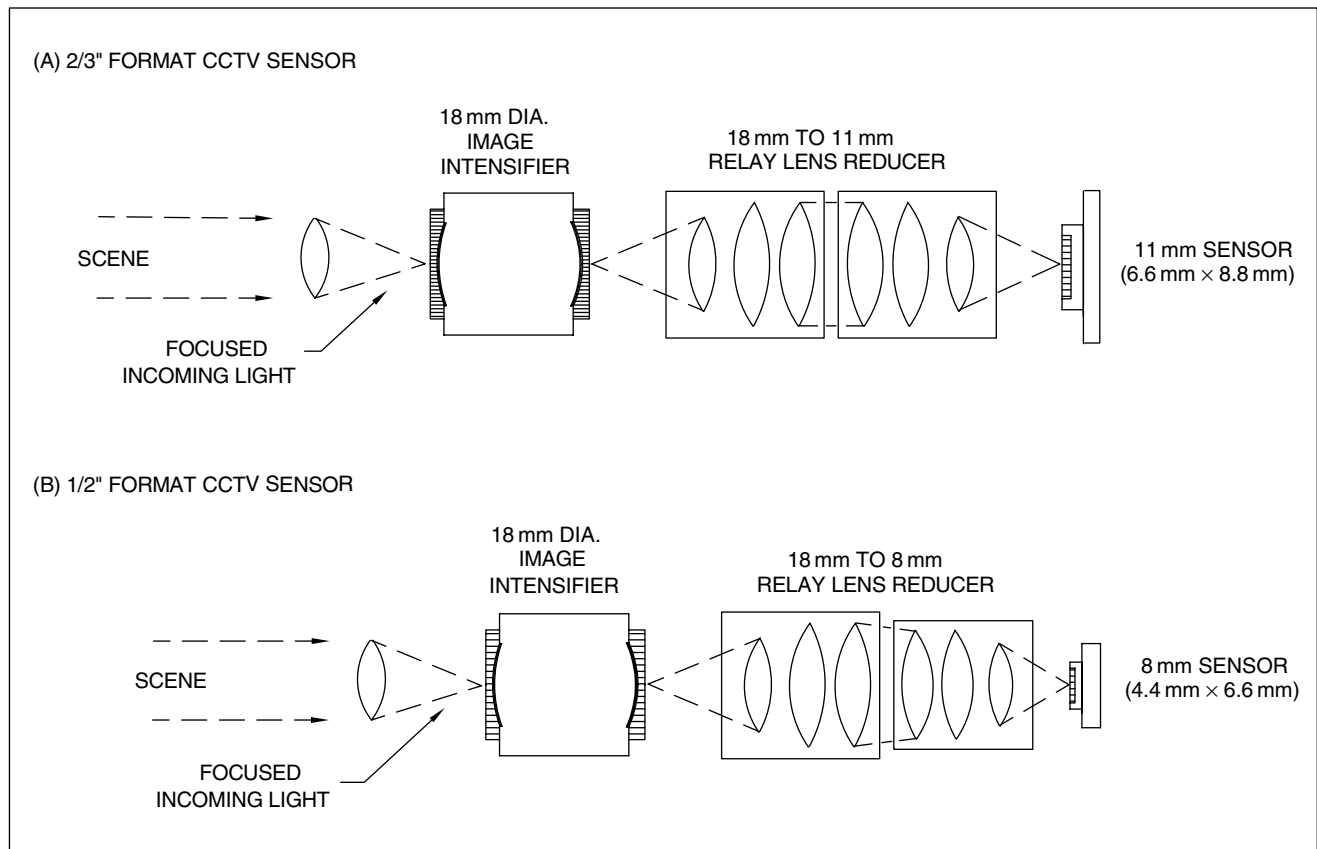 (A) 2/3" FORMAT CCTV SENSOR
18 mm DIA.
IMAGE
INTENSIFIER
18 mm TO 11 mm
RELAY LENS REDUCER
SCENE
11 mm SENSOR
(6.6 mm × 8.8 mm)
FOCUSED
INCOMING LIGHT
(B) 1/2" FORMAT CCTV SENSOR
18 mm DIA.
IMAGE
INTENSIFIER
18 mm TO 8 mm
RELAY LENS REDUCER
SCENE
8 mm SENSOR
(4.4 mm × 6.6 mm)
FOCUSED
INCOMING LIGHT